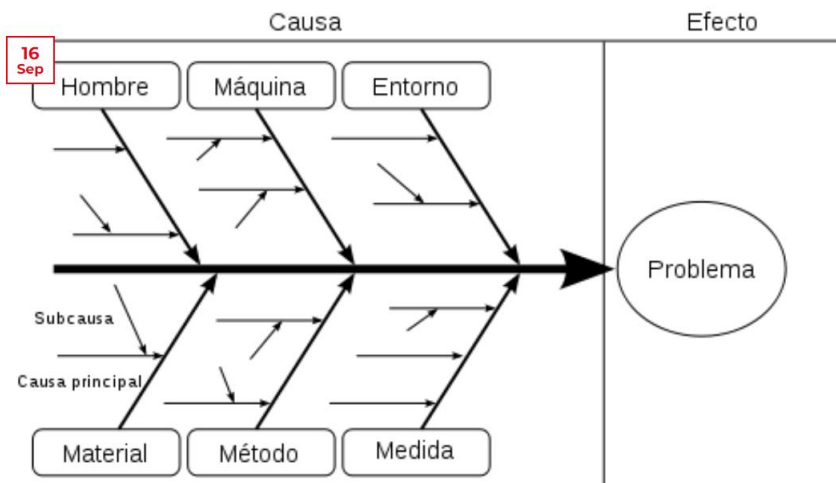 Causa
Efecto
16
Sep
Hombre
Máquina
Entorno
Problema
Subcausa
Causa principal
Material
Método
Medida